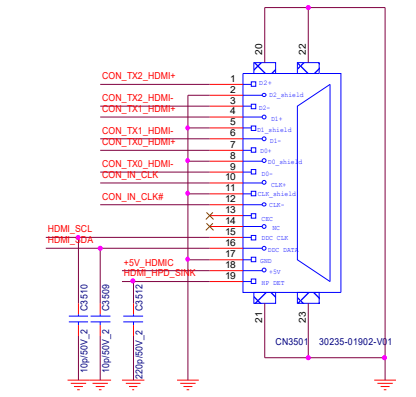 20 22
CON_TX2_HDMI+ 1 D2+
2 D2_shield
CON_TX2_HDMI- 3 D2-
CON_TX1_HDMI+ 4 D1+
5 D1_shield
CON_TX1_HDMI- 6 D1-
CON_TX0_HDMI+ 7 D0+
8 D0_shield
CON_TX0_HDMI- 9 D0-
CON_IN_CLK 10 CLK+
11 CLK_shield
CON_IN_CLK# 12 CLK-
13 CEC
14 NC
HDMI_SCL 15 DDC CLK
HDMI_SDA 16 DDC DATA
17 GND
+5V_HDMIC 18 +5V
HDMI_HPD_SINK 19 HP DET
21 23
CN3501 30235-01902-V01
C3510 C3509 C3512
10p/50V_2 10p/50V_2 220p/50V_2